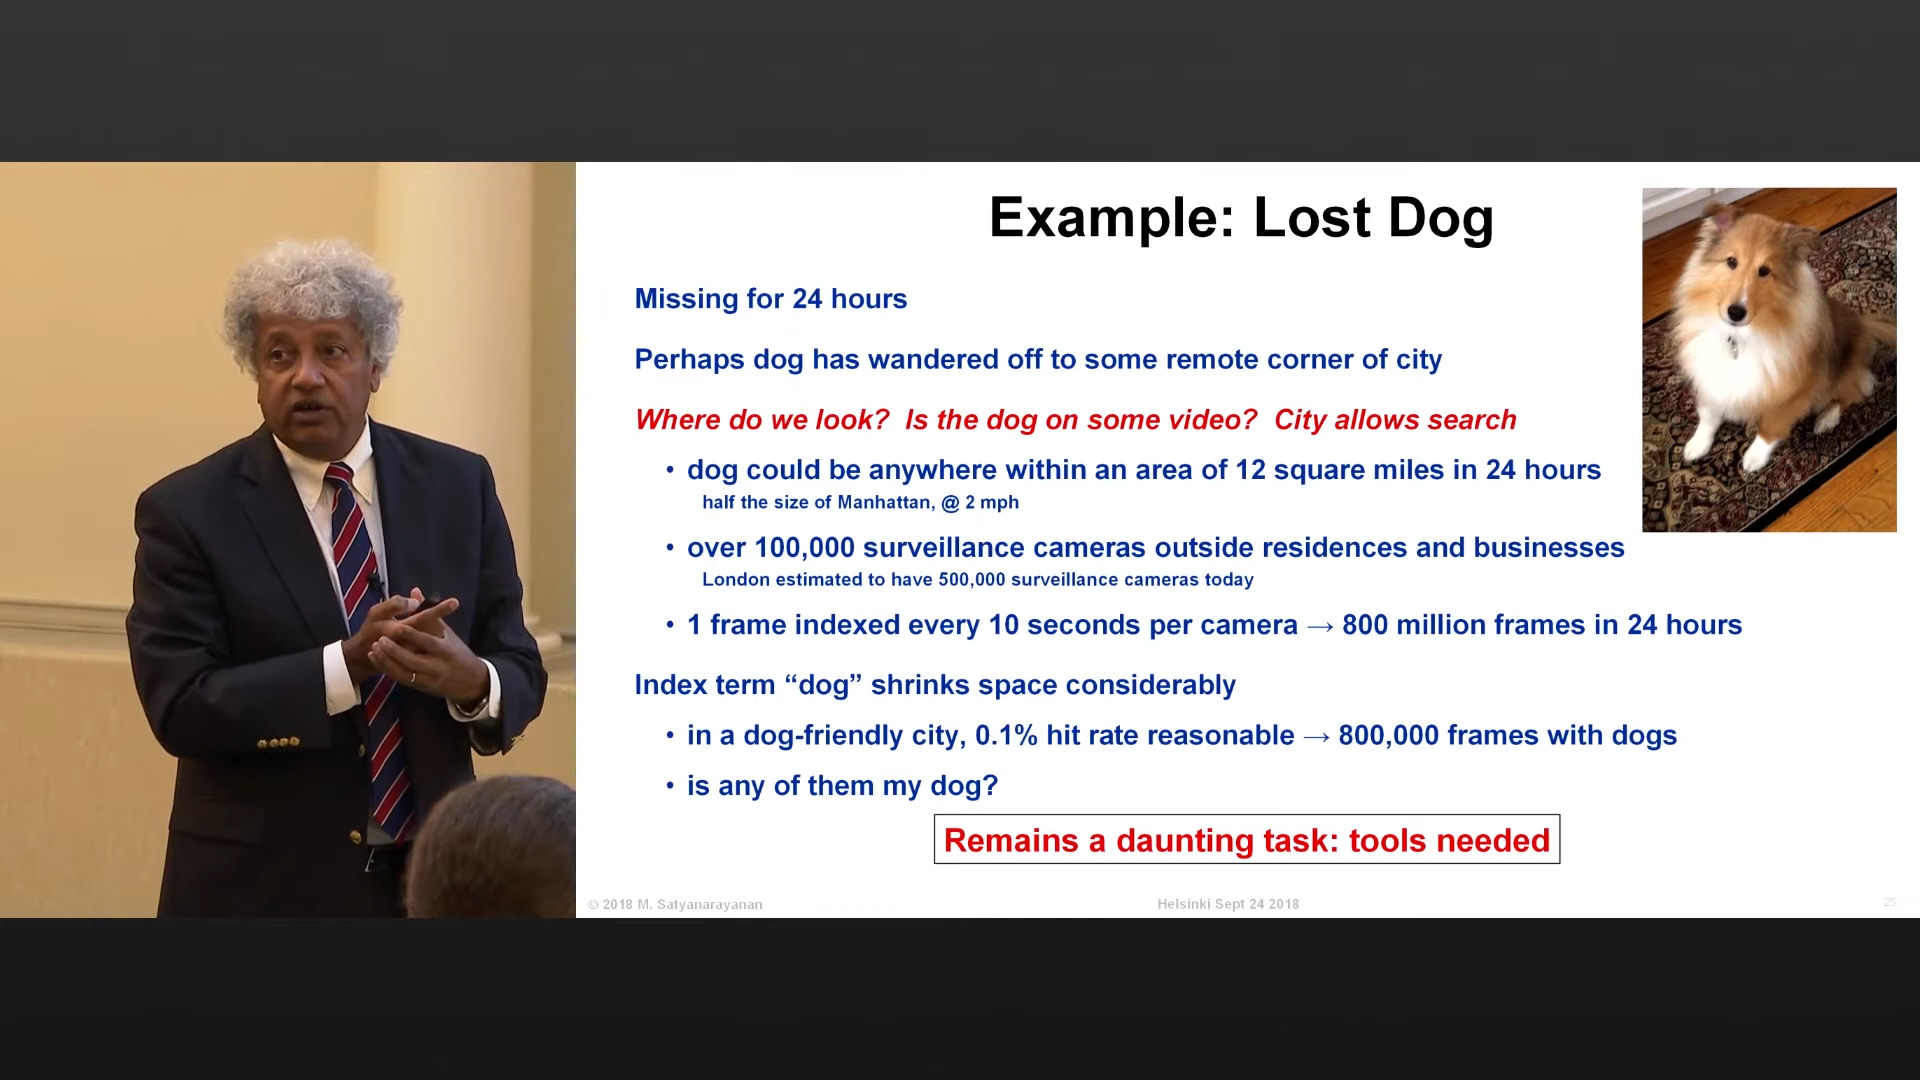 Example: Lost Dog
Missing for 24 hours
Perhaps dog has wandered off to some remote corner of city
Where do we look? Is the dog on some video? City allows search
• dog could be anywhere within an area of 12 square miles in 24 hours
half the size of Manhattan, @ 2 mph
• over 100,000 surveillance cameras outside residences and businesses
London estimated to have 500,000 surveillance cameras today
• 1 frame indexed every 10 seconds per camera → 800 million frames in 24 hours
Index term “dog” shrinks space considerably
• in a dog-friendly city, 0.1% hit rate reasonable → 800,000 frames with dogs
• is any of them my dog?
Remains a daunting task: tools needed
© 2018 M. Satyanarayanan
Helsinki Sept 24 2018
25